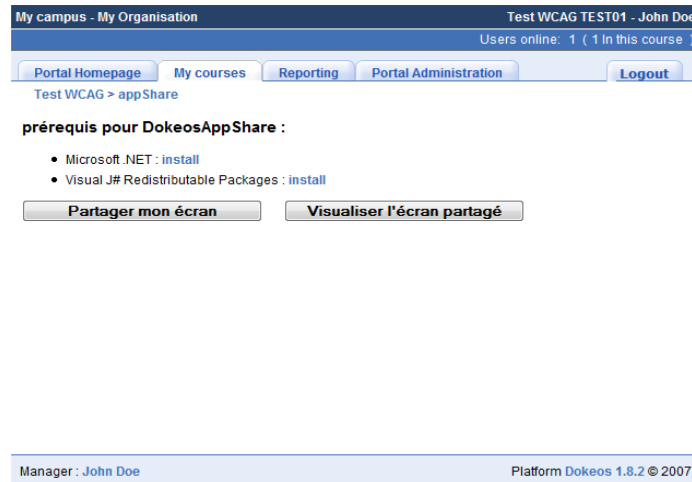 My campus - My Organisation Test WCAG TEST01 - John Doe
Users online: 1 ( 1 In this course )
Portal Homepage My courses Reporting Portal Administration Logout
Test WCAG > appShare
prérequis pour DokeosAppShare :
• Microsoft .NET : install
• Visual J# Redistributable Packages : install
Partager mon écran Visualiser l'écran partagé
Manager : John Doe Platform Dokeos 1.8.2 © 2007